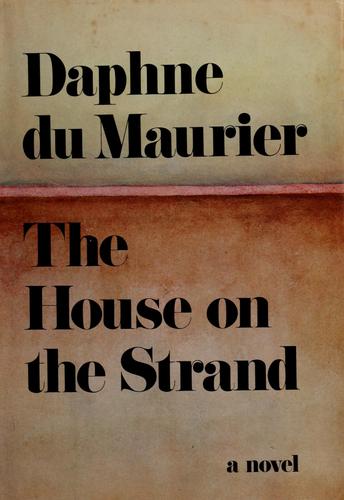 Daphne
du Maurier
The
House on
the Strand
a novel